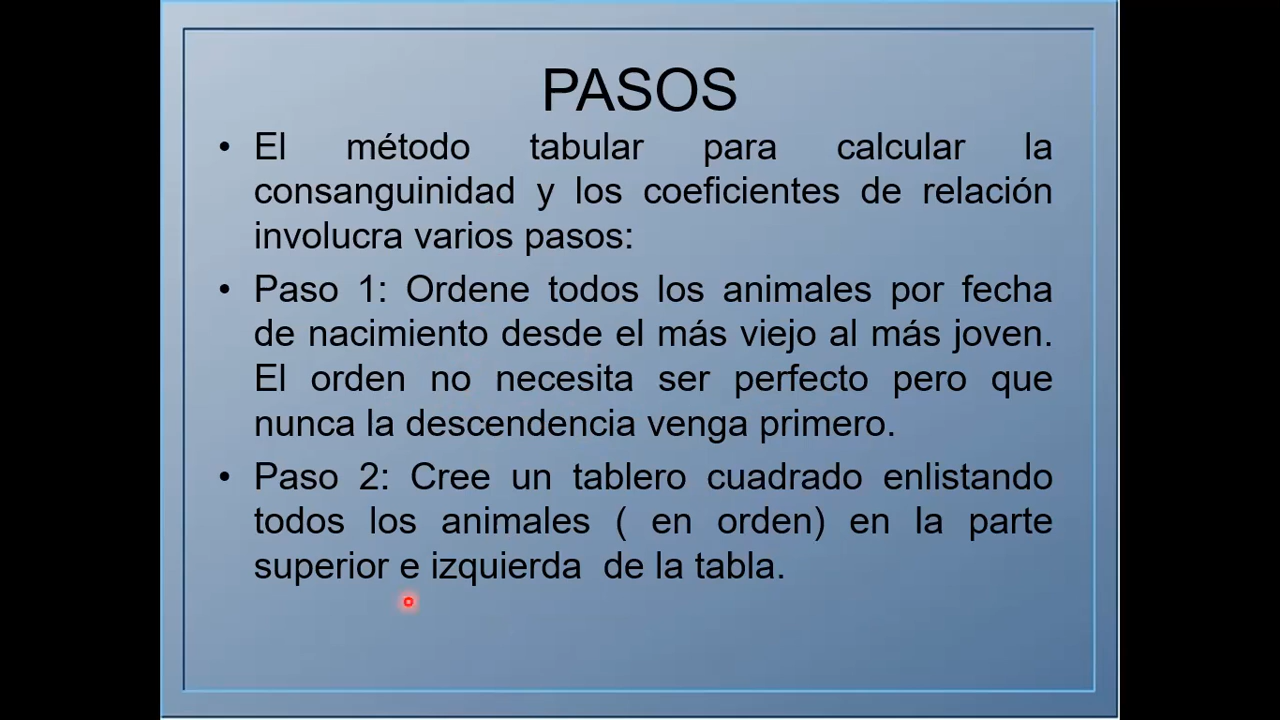 PASOS
• El método tabular para calcular la
consanguinidad y los coeficientes de relación
involucra varios pasos:
• Paso 1: Ordene todos los animales por fecha
de nacimiento desde el más viejo al más joven.
El orden no necesita ser perfecto pero que
nunca la descendencia venga primero.
• Paso 2: Cree un tablero cuadrado enlistando
todos los animales ( en orden) en la parte
superior e izquierda de la tabla.